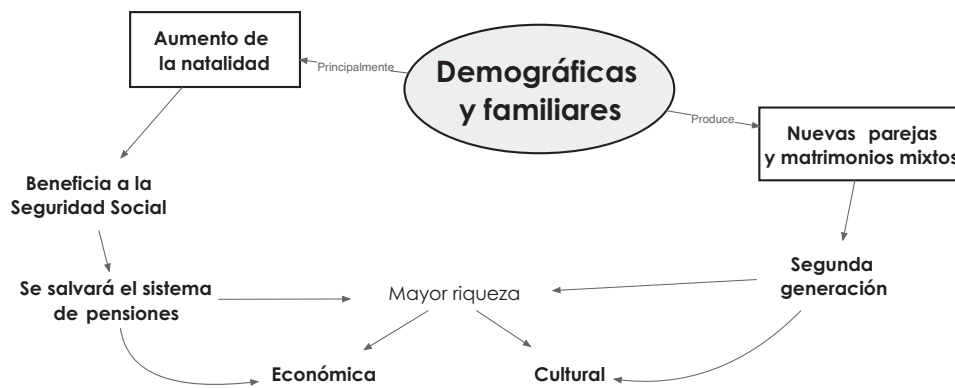 Aumento de
la natalidad
Principalmente
Demográficas
y familiares
Produce
Nuevas parejas
y matrimonios mixtos
Beneficia a la
Seguridad Social
Segunda
generación
Se salvará el sistema
de pensiones
Mayor riqueza
Económica
Cultural